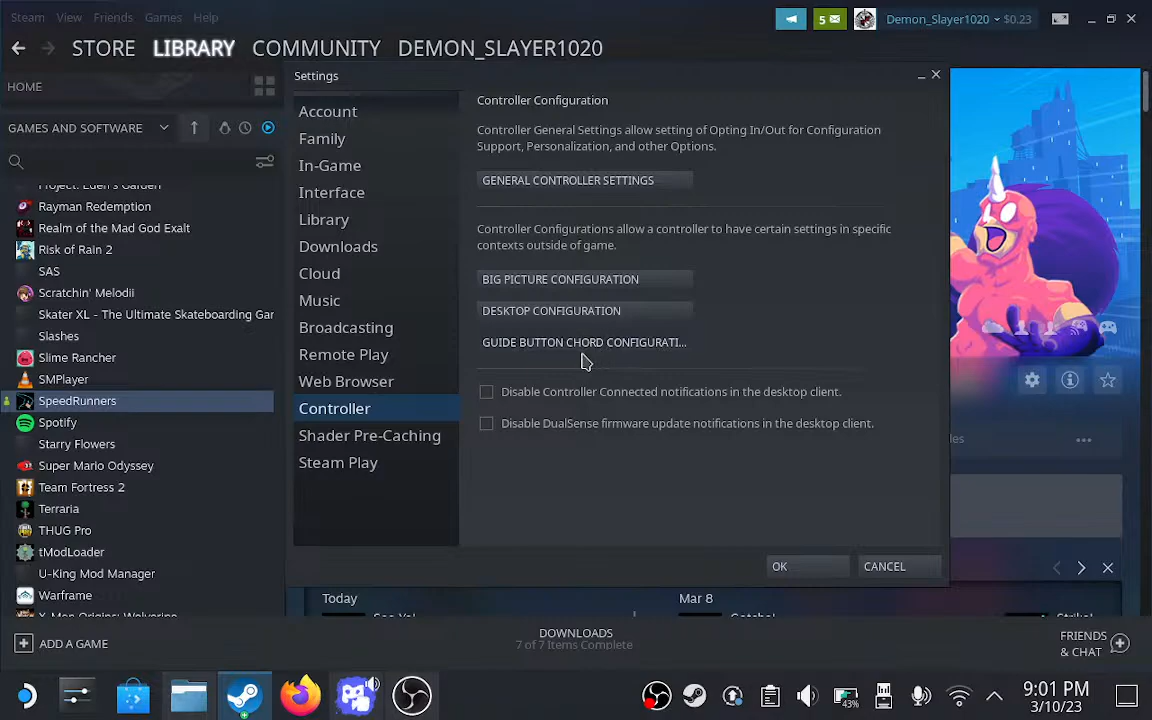 Steam View Friends Games Help
5
Demon_Slayer1020 $0.23
STORE LIBRARY COMMUNITY DEMON_SLAYER1020
HOME
GAMES AND SOFTWARE
Project: Eden's Garden
Rayman Redemption
Realm of the Mad God Exalt
Risk of Rain 2
SAS
Scratchin' Melodii
Skater XL - The Ultimate Skateboarding Gar
Slashes
Slime Rancher
SMPlayer
SpeedRunners
Spotify
Starry Flowers
Super Mario Odyssey
Team Fortress 2
Terraria
THUG Pro
tModLoader
U-King Mod Manager
Warframe
X-Men Origins: Wolverine
Settings
Account
Family
In-Game
Interface
Library
Downloads
Cloud
Music
Broadcasting
Remote Play
Web Browser
Controller
Shader Pre-Caching
Steam Play
Controller Configuration
Controller General Settings allow setting of Opting In/Out for Configuration
Support, Personalization, and other Options.
GENERAL CONTROLLER SETTINGS
Controller Configurations allow a controller to have certain settings in specific
contexts outside of game.
BIG PICTURE CONFIGURATION
DESKTOP CONFIGURATION
GUIDE BUTTON CHORD CONFIGURATI...
Disable Controller Connected notifications in the desktop client.
Disable DualSense firmware update notifications in the desktop client.
OK CANCEL
Today Mar 8
ADD A GAME
DOWNLOADS
7 of 7 Items Complete
FRIENDS
& CHAT
43%
9:01 PM
3/10/23